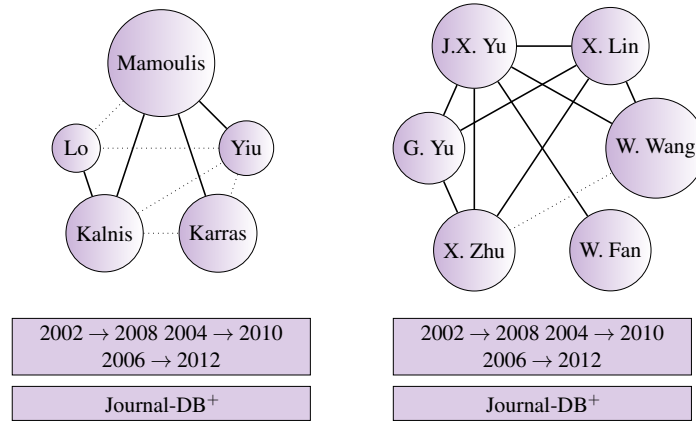 Mamoulis
Lo
Yiu
Kalnis
Karras
2002 → 2008 2004 → 2010
2006 → 2012
Journal-DB⁺
J.X. Yu
X. Lin
G. Yu
W. Wang
X. Zhu
W. Fan
2002 → 2008 2004 → 2010
2006 → 2012
Journal-DB⁺